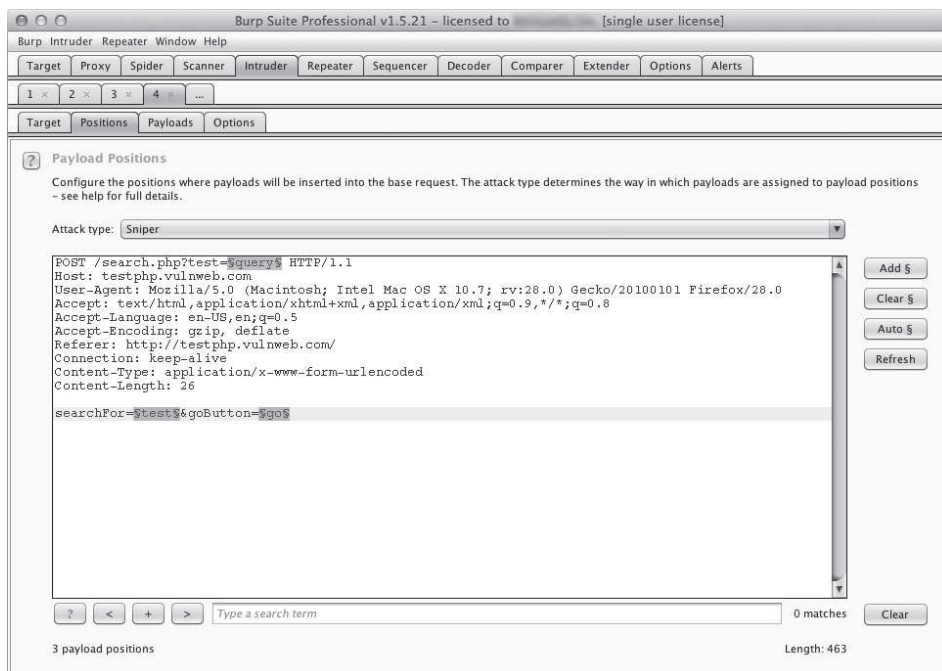 Burp Suite Professional v1.5.21 – licensed to [single user license]
Burp Intruder Repeater Window Help
Target Proxy Spider Scanner Intruder Repeater Sequencer Decoder Comparer Extender Options Alerts
1 × 2 × 3 × 4 × ...
Target Positions Payloads Options
? Payload Positions
Configure the positions where payloads will be inserted into the base request. The attack type determines the way in which payloads are assigned to payload positions
– see help for full details.
Attack type: Sniper
POST /search.php?test=§query§ HTTP/1.1
Host: testphp.vulnweb.com
User-Agent: Mozilla/5.0 (Macintosh; Intel Mac OS X 10.7; rv:28.0) Gecko/20100101 Firefox/28.0
Accept: text/html,application/xhtml+xml,application/xml;q=0.9,*/*;q=0.8
Accept-Language: en-US,en;q=0.5
Accept-Encoding: gzip, deflate
Referer: http://testphp.vulnweb.com/
Connection: keep-alive
Content-Type: application/x-www-form-urlencoded
Content-Length: 26
searchFor=§test§&goButton=§go§
Add §
Clear §
Auto §
Refresh
? < + > Type a search term 0 matches Clear
3 payload positions Length: 463